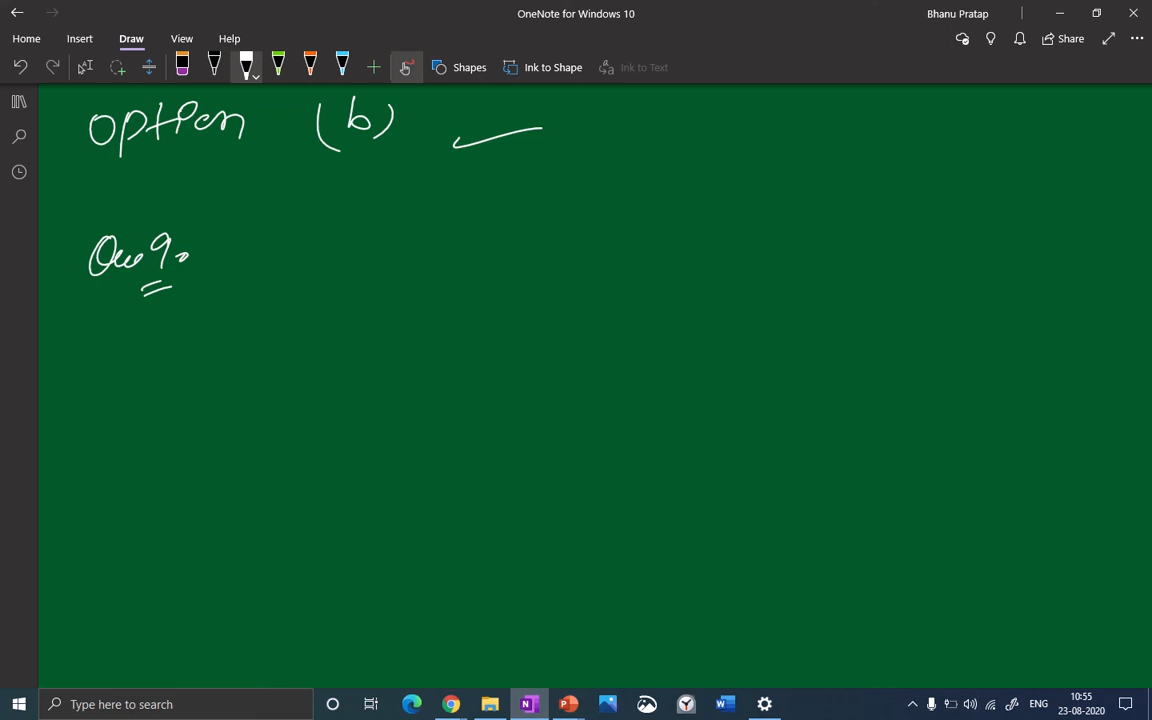 OneNote for Windows 10
Bhanu Pratap
Home Insert Draw View Help
Share
Shapes
Ink to Shape
Ink to Text
option (b)
Que 9.
Type here to search
ENG
10:55
23-08-2020